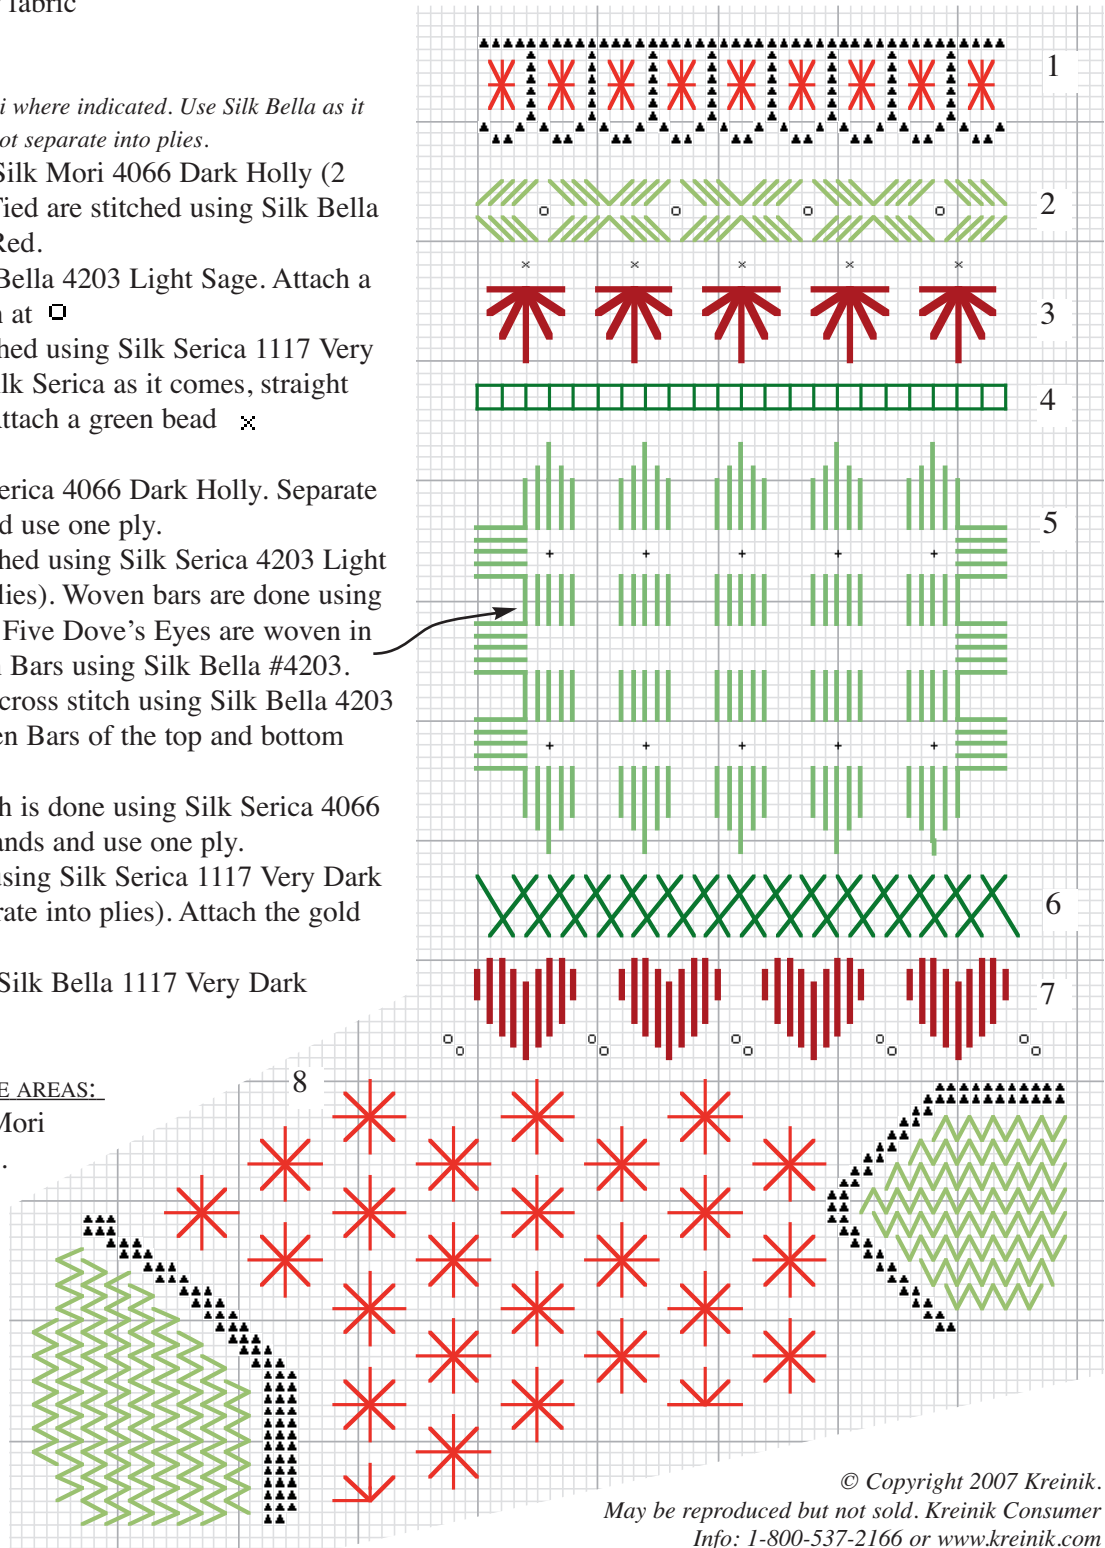 fabric
i where indicated. Use Silk Bella as it
ot separate into plies.
Silk Mori 4066 Dark Holly (2
Tied are stitched using Silk Bella
Red.
Bella 4203 Light Sage. Attach a
at
hed using Silk Serica 1117 Very
lk Serica as it comes, straight
ttach a green bead
erica 4066 Dark Holly. Separate
d use one ply.
hed using Silk Serica 4203 Light
lies). Woven bars are done using
Five Dove's Eyes are woven in
n Bars using Silk Bella #4203.
cross stitch using Silk Bella 4203
en Bars of the top and bottom
h is done using Silk Serica 4066
ands and use one ply.
using Silk Serica 1117 Very Dark
rate into plies). Attach the gold
Silk Bella 1117 Very Dark
E AREAS:
Mori
.
1
2
3
4
5
6
7
8
© Copyright 2007 Kreinik.
May be reproduced but not sold. Kreinik Consumer
Info: 1-800-537-2166 or www.kreinik.com